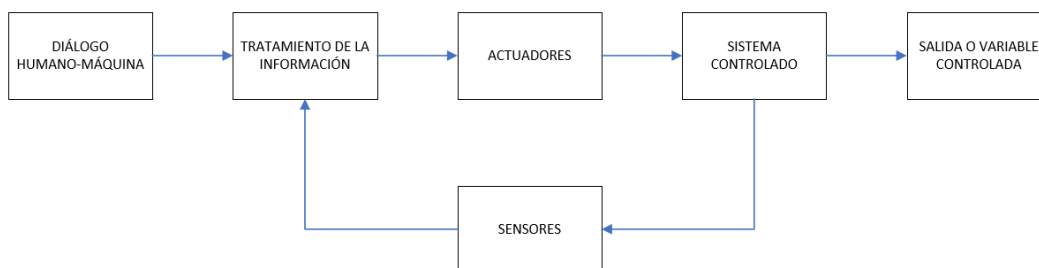 DIÁLOGO
HUMANO-MÁQUINA
TRATAMIENTO DE LA
INFORMACIÓN
ACTUADORES
SISTEMA
CONTROLADO
SALIDA O VARIABLE
CONTROLADA
SENSORES